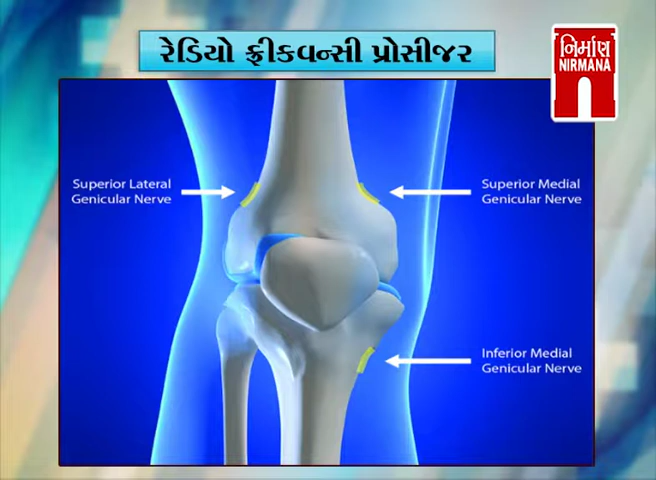 રેડિયો ફ્રીકવન્સી પ્રોસીજર
નિર્માણ
NIRMANA
Superior Lateral
Genicular Nerve
Superior Medial
Genicular Nerve
Inferior Medial
Genicular Nerve